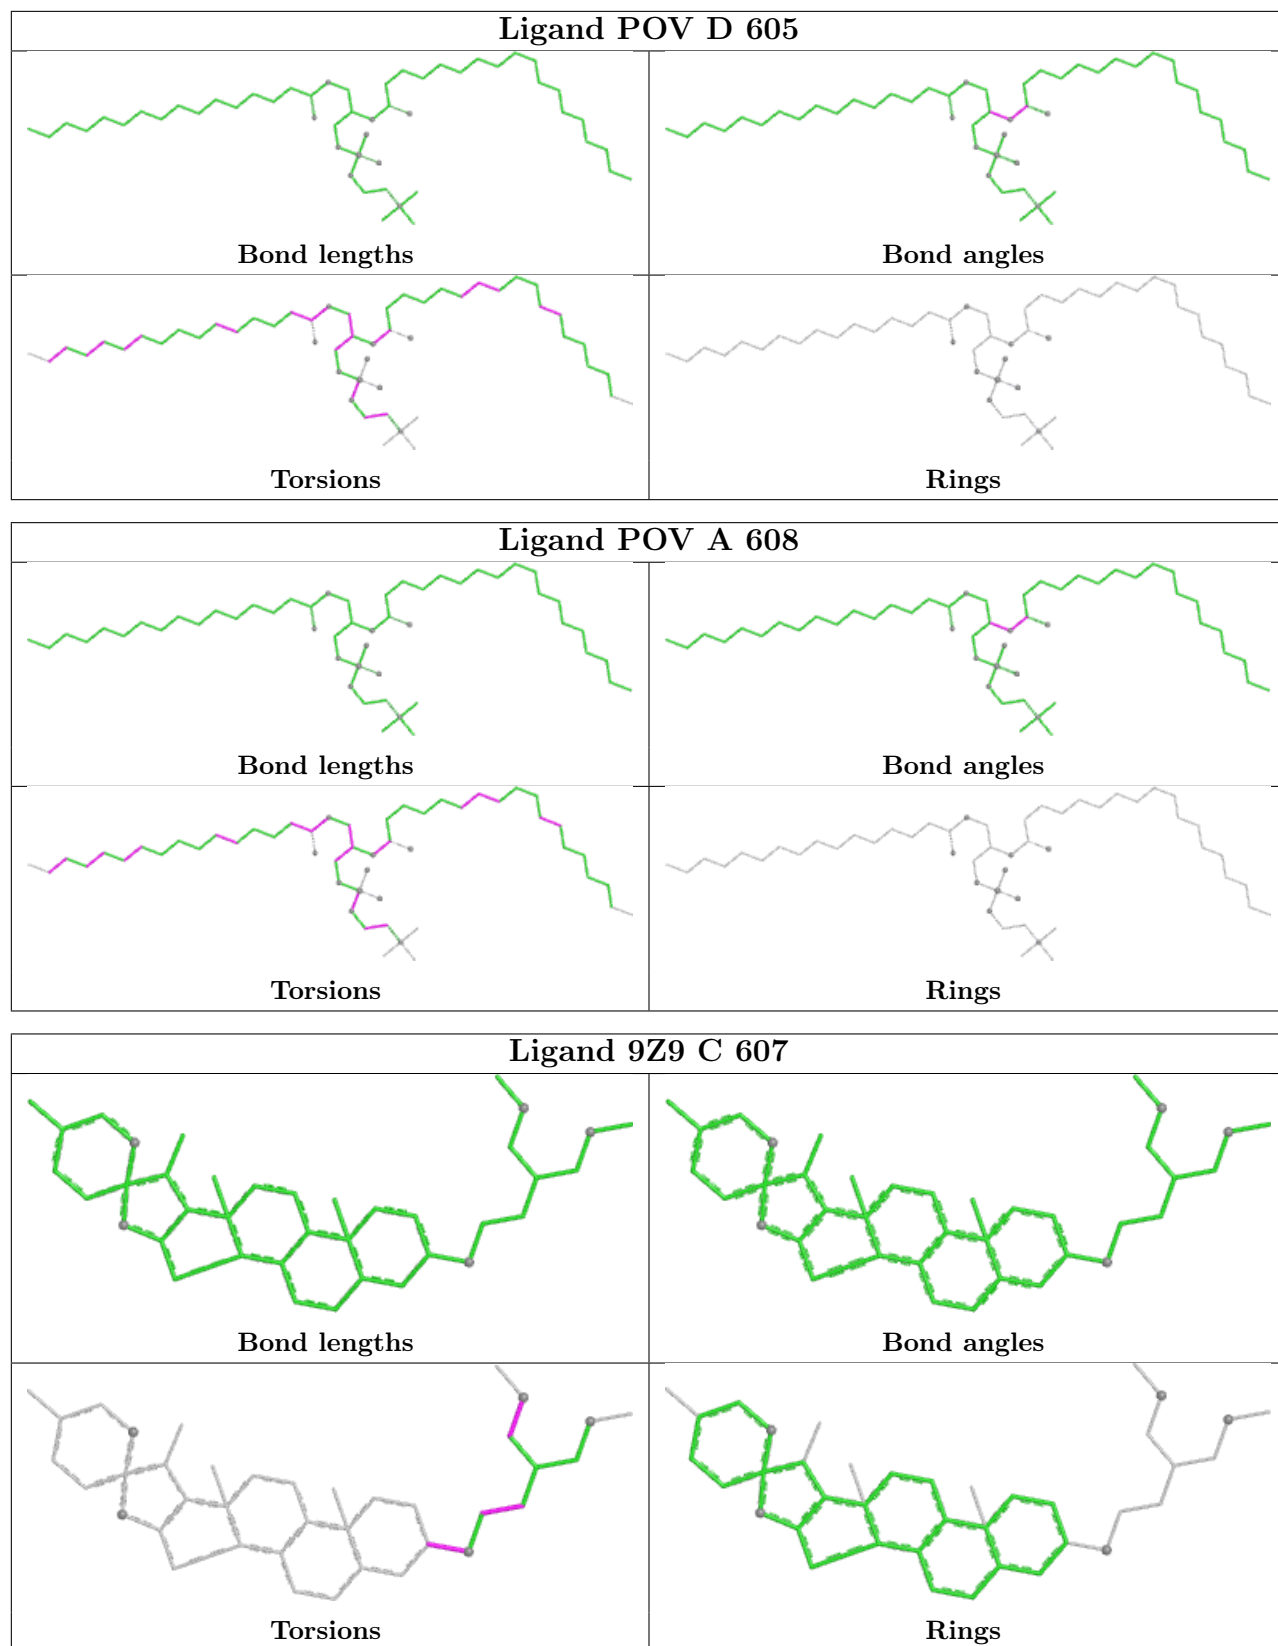 Ligand POV D 605
Bond lengths
Bond angles
Torsions
Rings
Ligand POV A 608
Bond lengths
Bond angles
Torsions
Rings
Ligand 9Z9 C 607
Bond lengths
Bond angles
Torsions
Rings